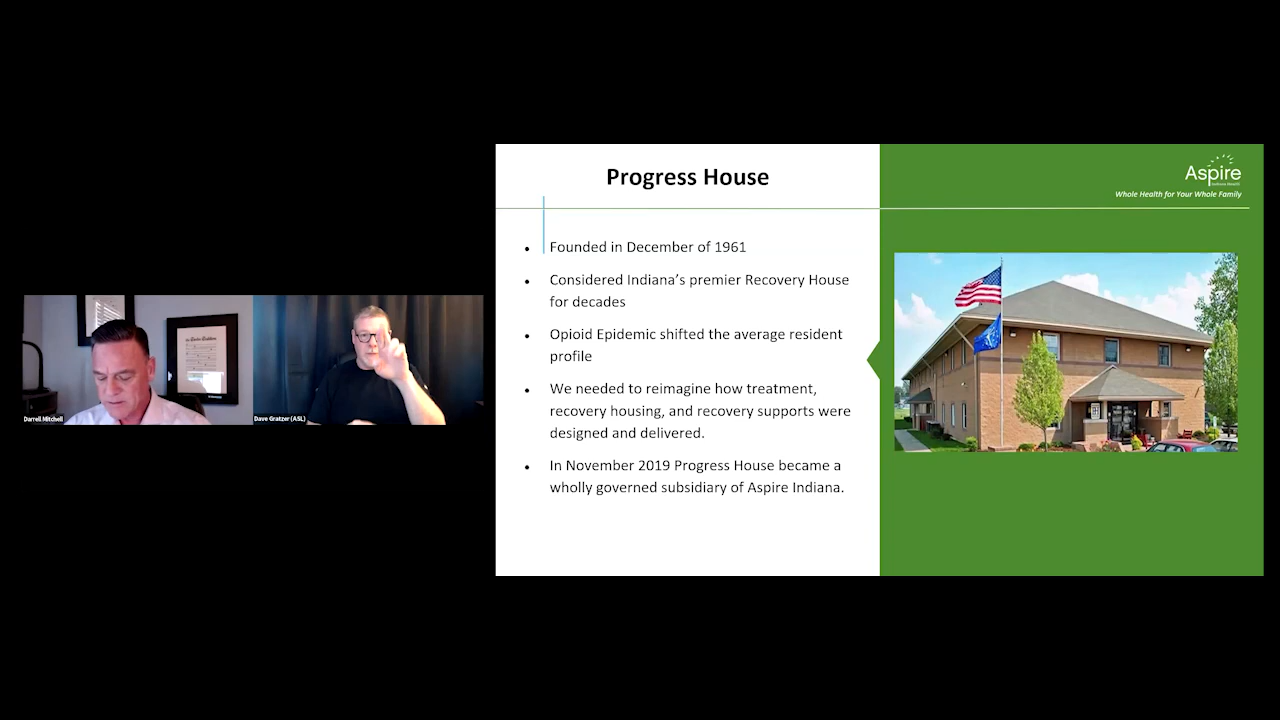 Progress House
Aspire
Indiana Health
Whole Health for Your Whole Family
• Founded in December of 1961
• Considered Indiana’s premier Recovery House
for decades
• Opioid Epidemic shifted the average resident
profile
• We needed to reimagine how treatment,
recovery housing, and recovery supports were
designed and delivered.
• In November 2019 Progress House became a
wholly governed subsidiary of Aspire Indiana.
Darrell Mitchell
Dave Gratzer (ASL)